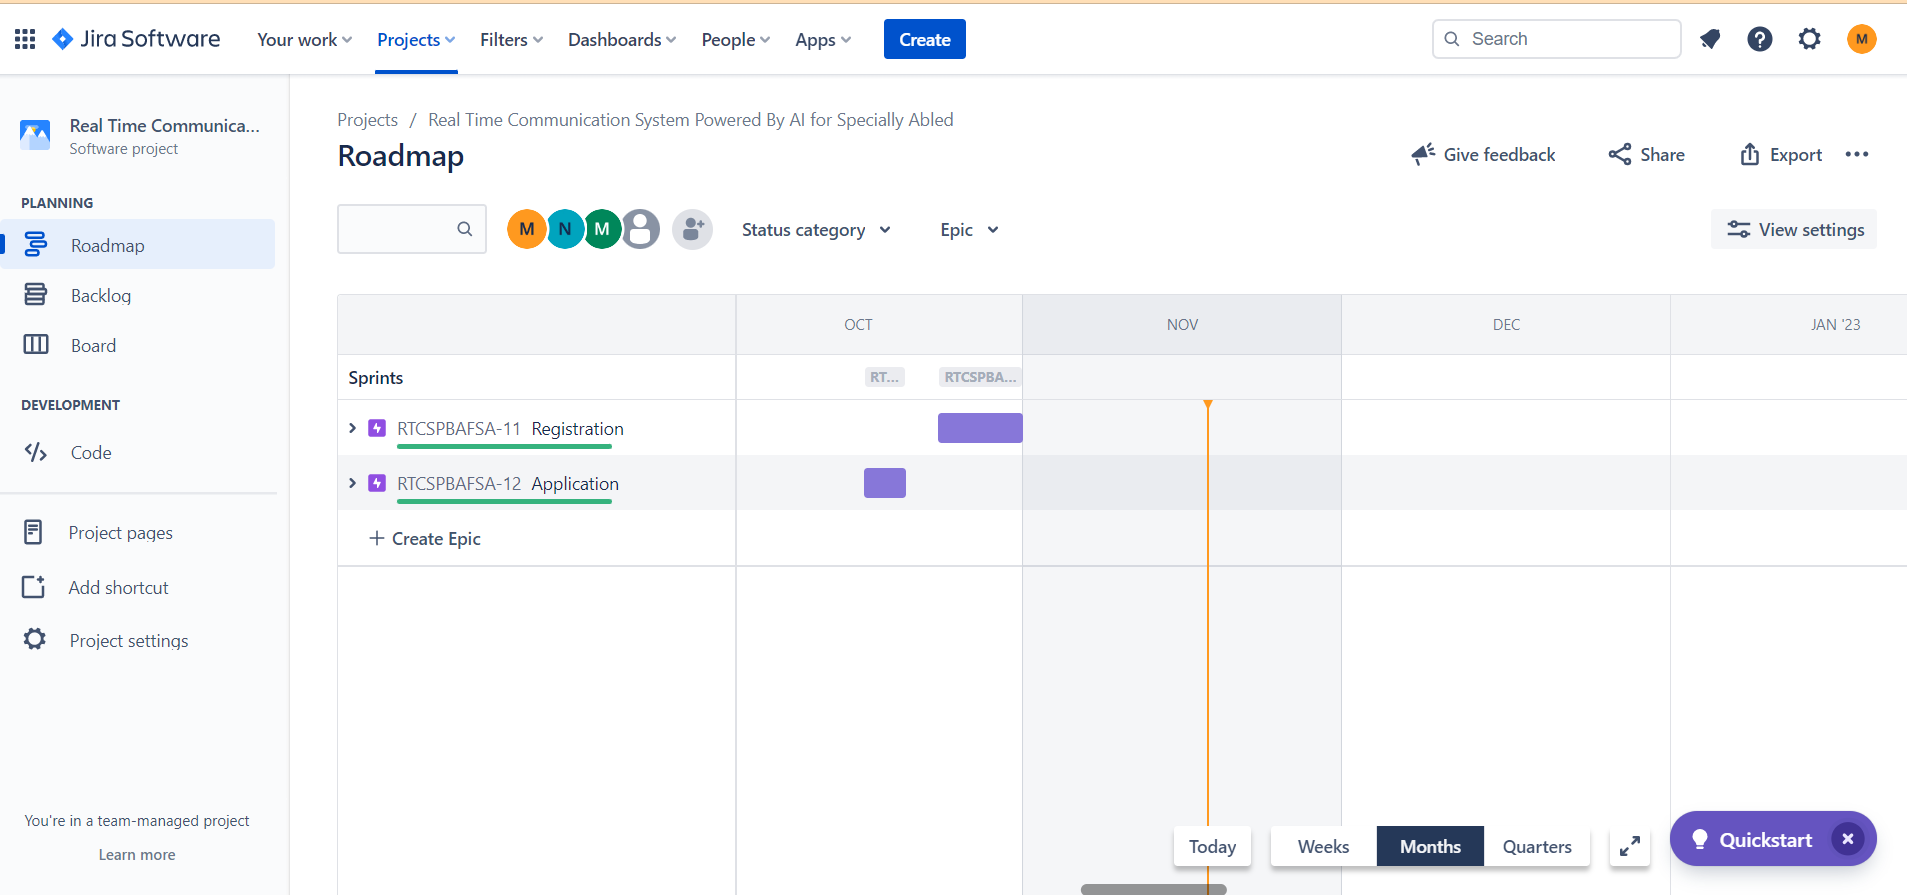 Jira Software Your work Projects Filters Dashboards People Apps Create Search M
Real Time Communica...
Software project
PLANNING
Roadmap
Backlog
Board
DEVELOPMENT
Code
Project pages
Add shortcut
Project settings
You're in a team-managed project
Learn more
Projects / Real Time Communication System Powered By AI for Specially Abled
Roadmap
Give feedback Share Export
M N M Status category Epic View settings
OCT NOV DEC JAN '23
Sprints RT... RTCSPBA...
RTCSPBAFSA-11 Registration
RTCSPBAFSA-12 Application
+ Create Epic
Today Weeks Months Quarters Quickstart